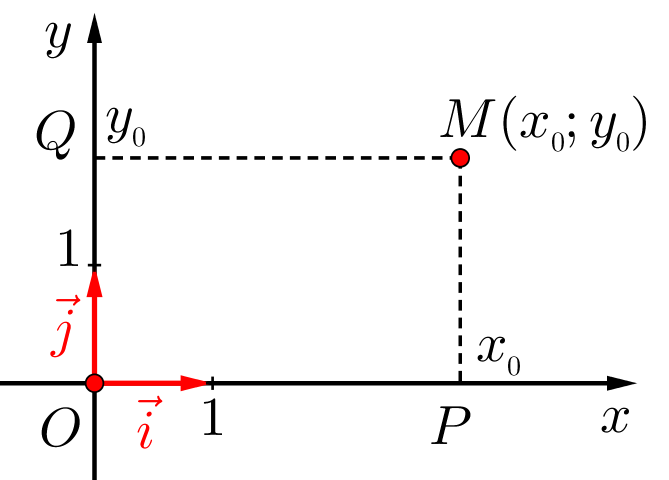 y
Q y₀ M(x₀; y₀)
1
j⃗
x₀
O i⃗ 1 P x